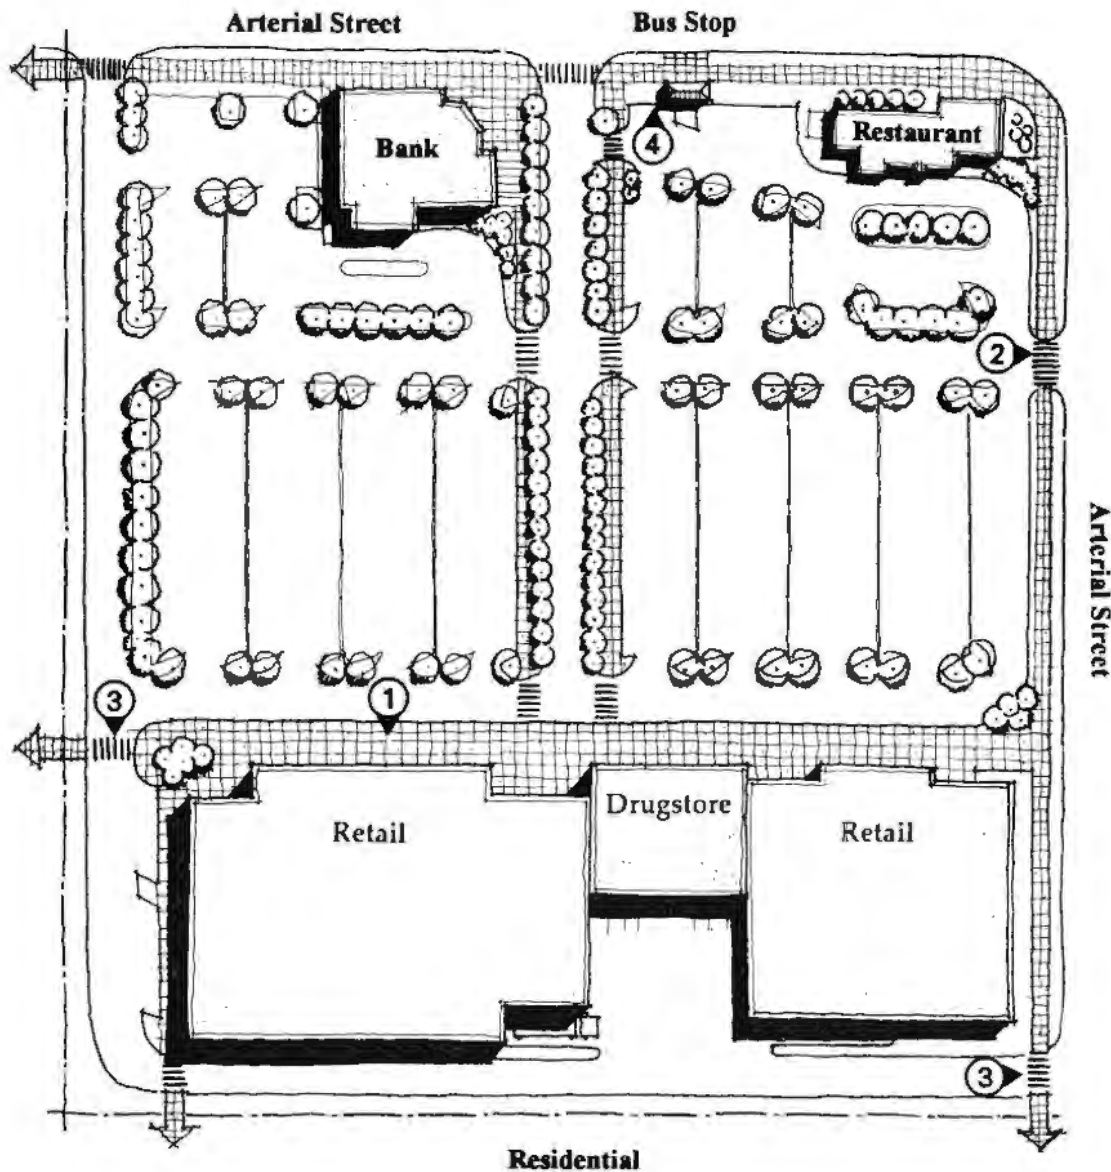 Arterial Street
Bus Stop
Bank
4
Restaurant
2
Arterial Street
3
1
Retail
Drugstore
Retail
3
Residential